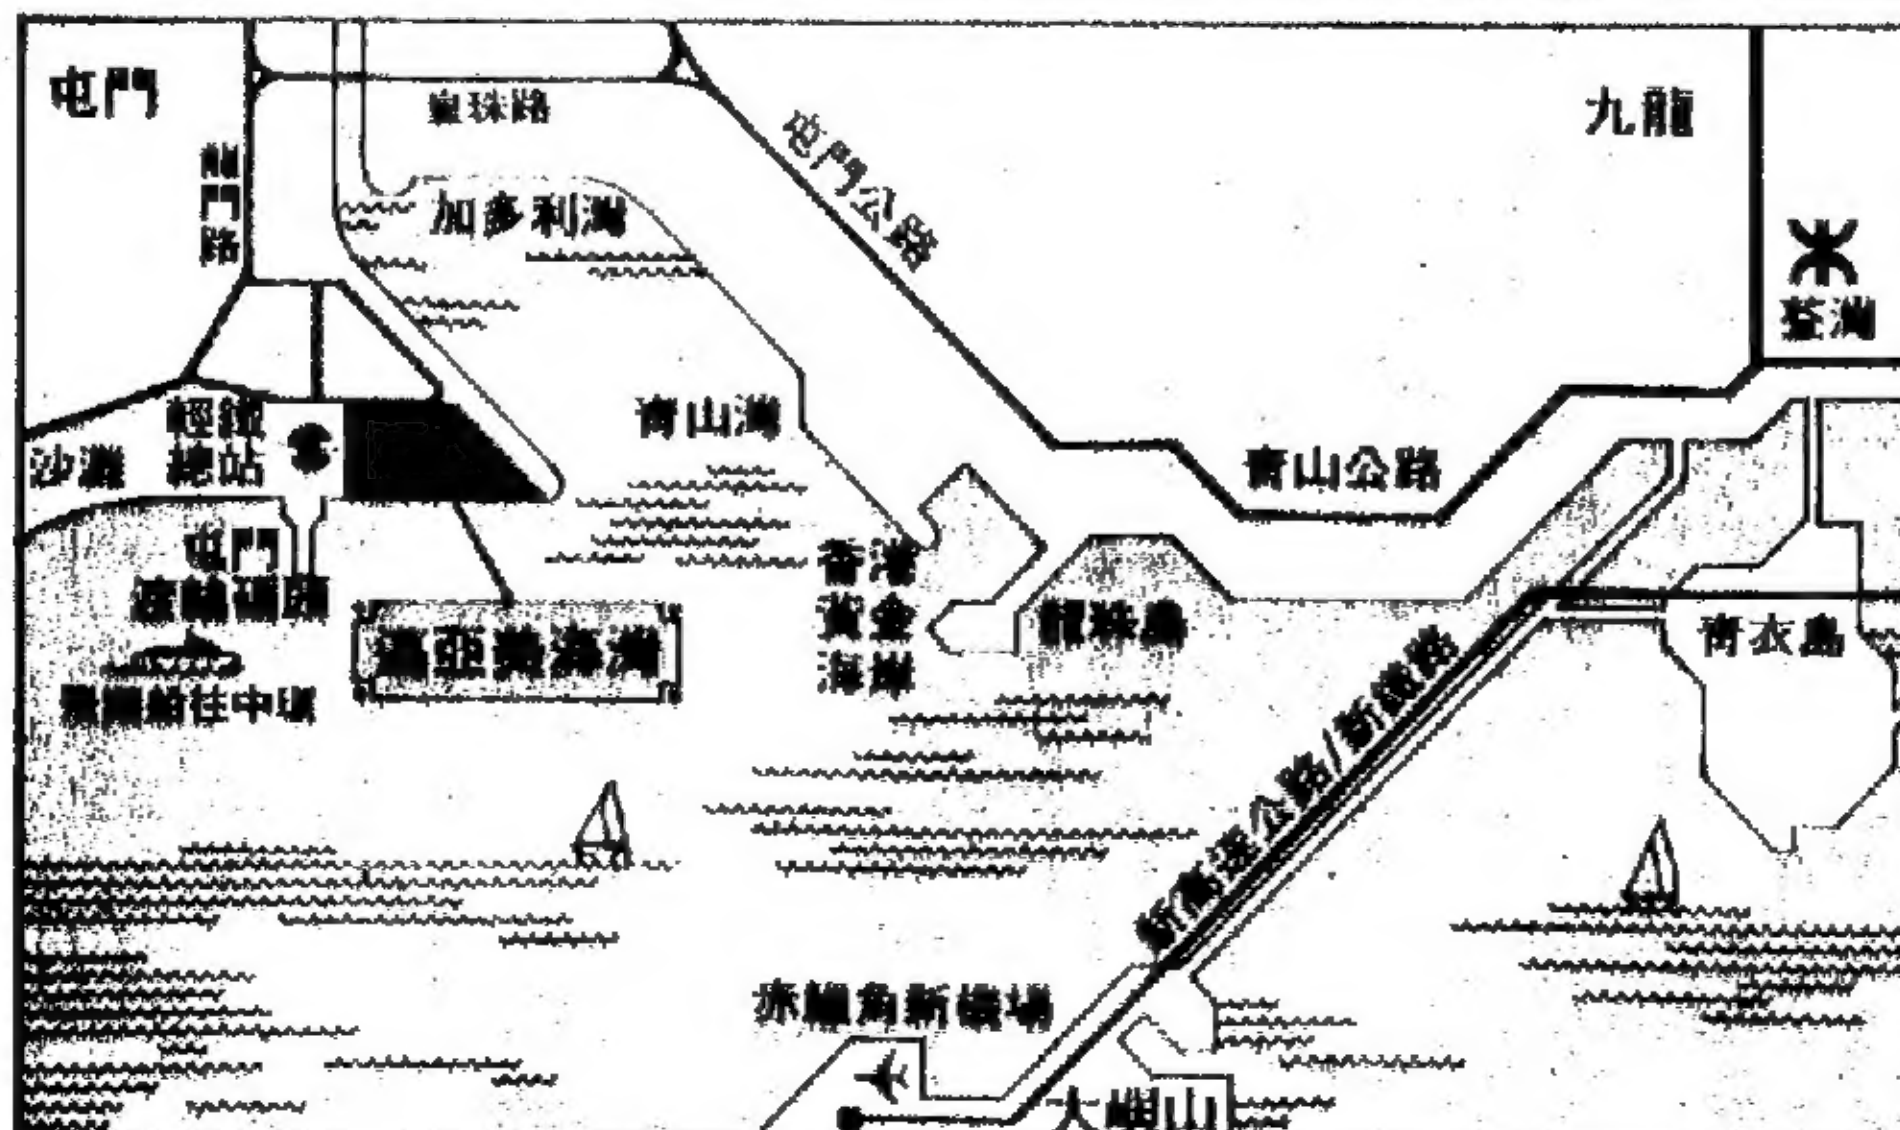 屯門
皇珠路
龍門路
加多利灣
屯門公路
九龍
荃灣
輕鐵
總站
沙灘
青山灣
青山公路
屯門
渡輪碼頭
飛翔船往中環
香港
黃金
海岸
龍珠島
新高速公路/新鐵路
青衣島
赤鱲角新機場
大嶼山